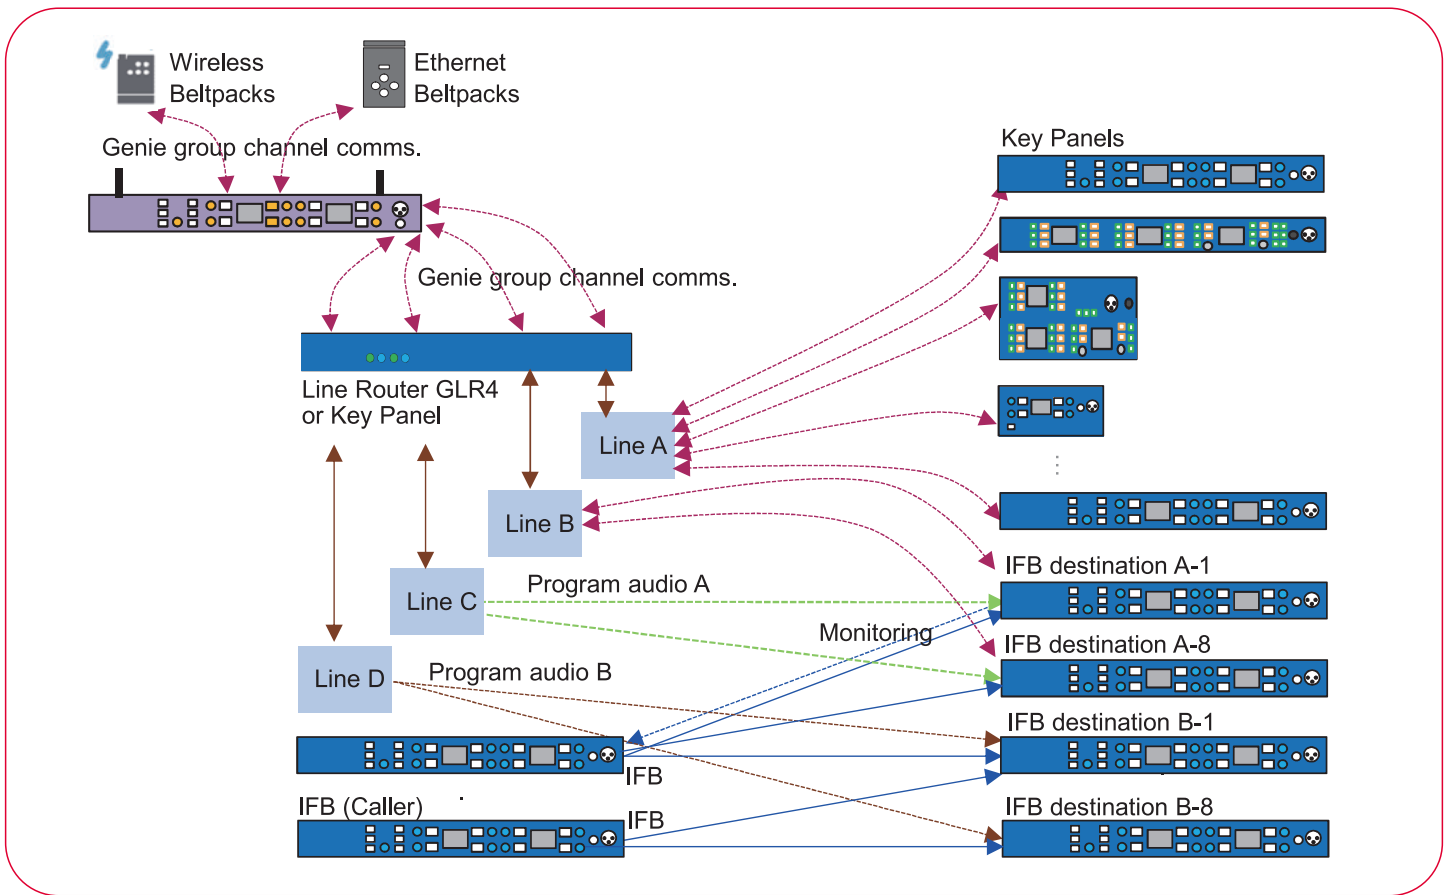 Wireless
Beltpacks
Ethernet
Beltpacks
Genie group channel comms.
Key Panels
Genie group channel comms.
Line Router GLR4
or Key Panel
Line A
Line B
Line C
Line D
Program audio A
Monitoring
Program audio B
IFB destination A-1
IFB destination A-8
IFB destination B-1
IFB
IFB (Caller)
IFB
IFB destination B-8